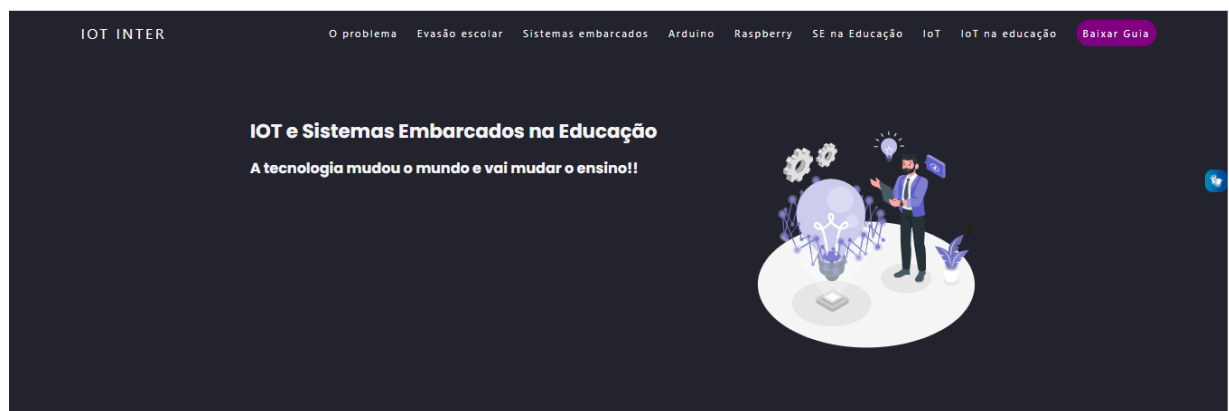 IOT INTER
O problema Evasão escolar Sistemas embarcados Arduino Raspberry SE na Educação IoT IoT na educação Baixar Guia
IOT e Sistemas Embarcados na Educação
A tecnologia mudou o mundo e vai mudar o ensino!!